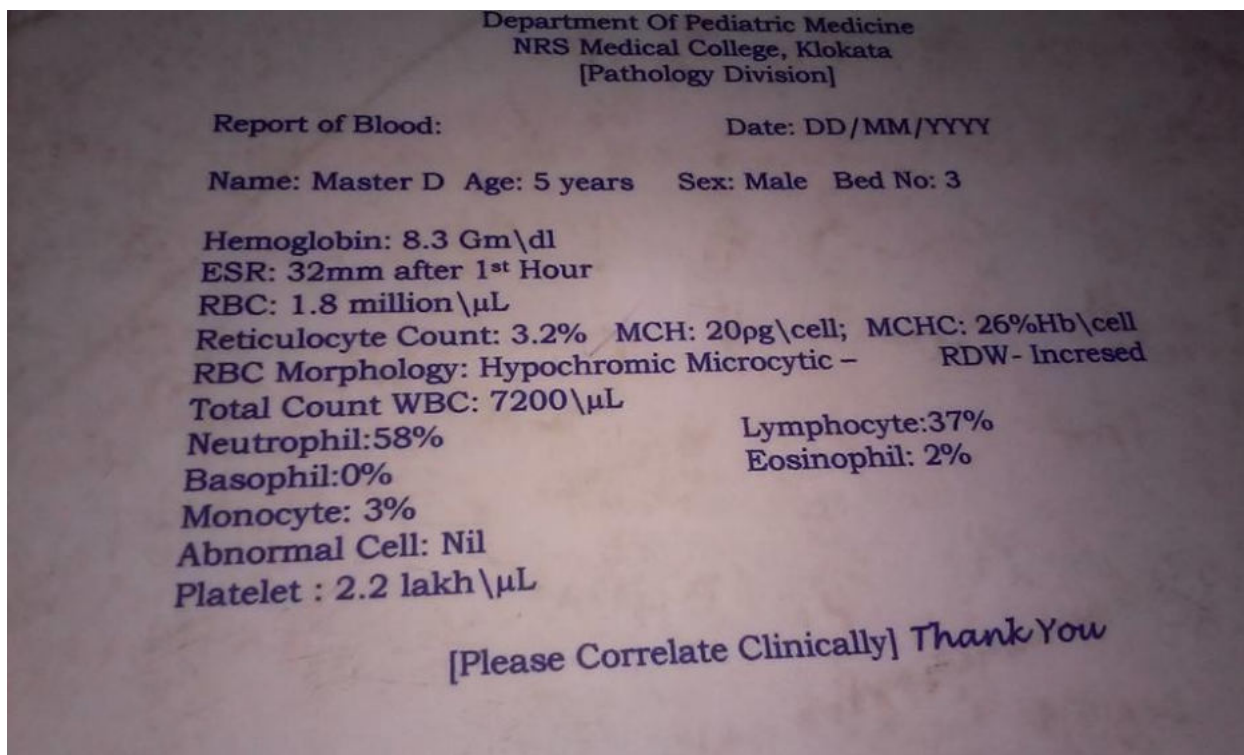 Department Of Pediatric Medicine
NRS Medical College, Klokata
[Pathology Division]
Report of Blood: Date: DD/MM/YYYY
Name: Master D Age: 5 years Sex: Male Bed No: 3
Hemoglobin: 8.3 Gm\dl
ESR: 32mm after 1st Hour
RBC: 1.8 million\μL
Reticulocyte Count: 3.2% MCH: 20ρg\cell; MCHC: 26%Hb\cell
RBC Morphology: Hypochromic Microcytic – RDW- Incresed
Total Count WBC: 7200\μL
Neutrophil:58% Lymphocyte:37%
Basophil:0% Eosinophil: 2%
Monocyte: 3%
Abnormal Cell: Nil
Platelet : 2.2 lakh\μL
[Please Correlate Clinically] Thank You